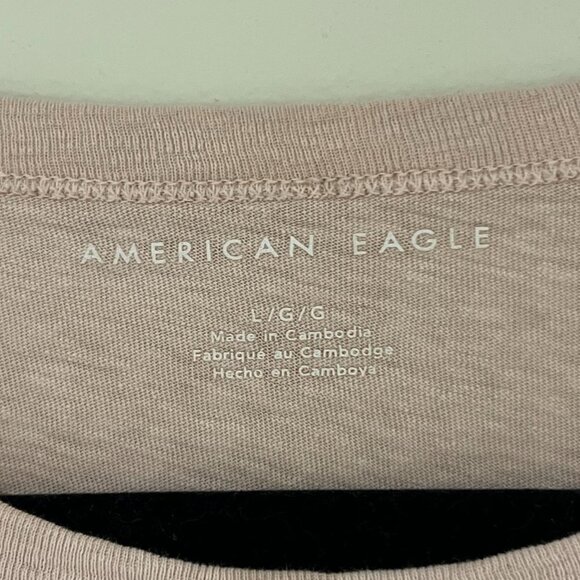 AMERICAN EAGLE
L/G/G
Made in Cambodia
Fabriqué au Cambodge
Hecho en Camboya